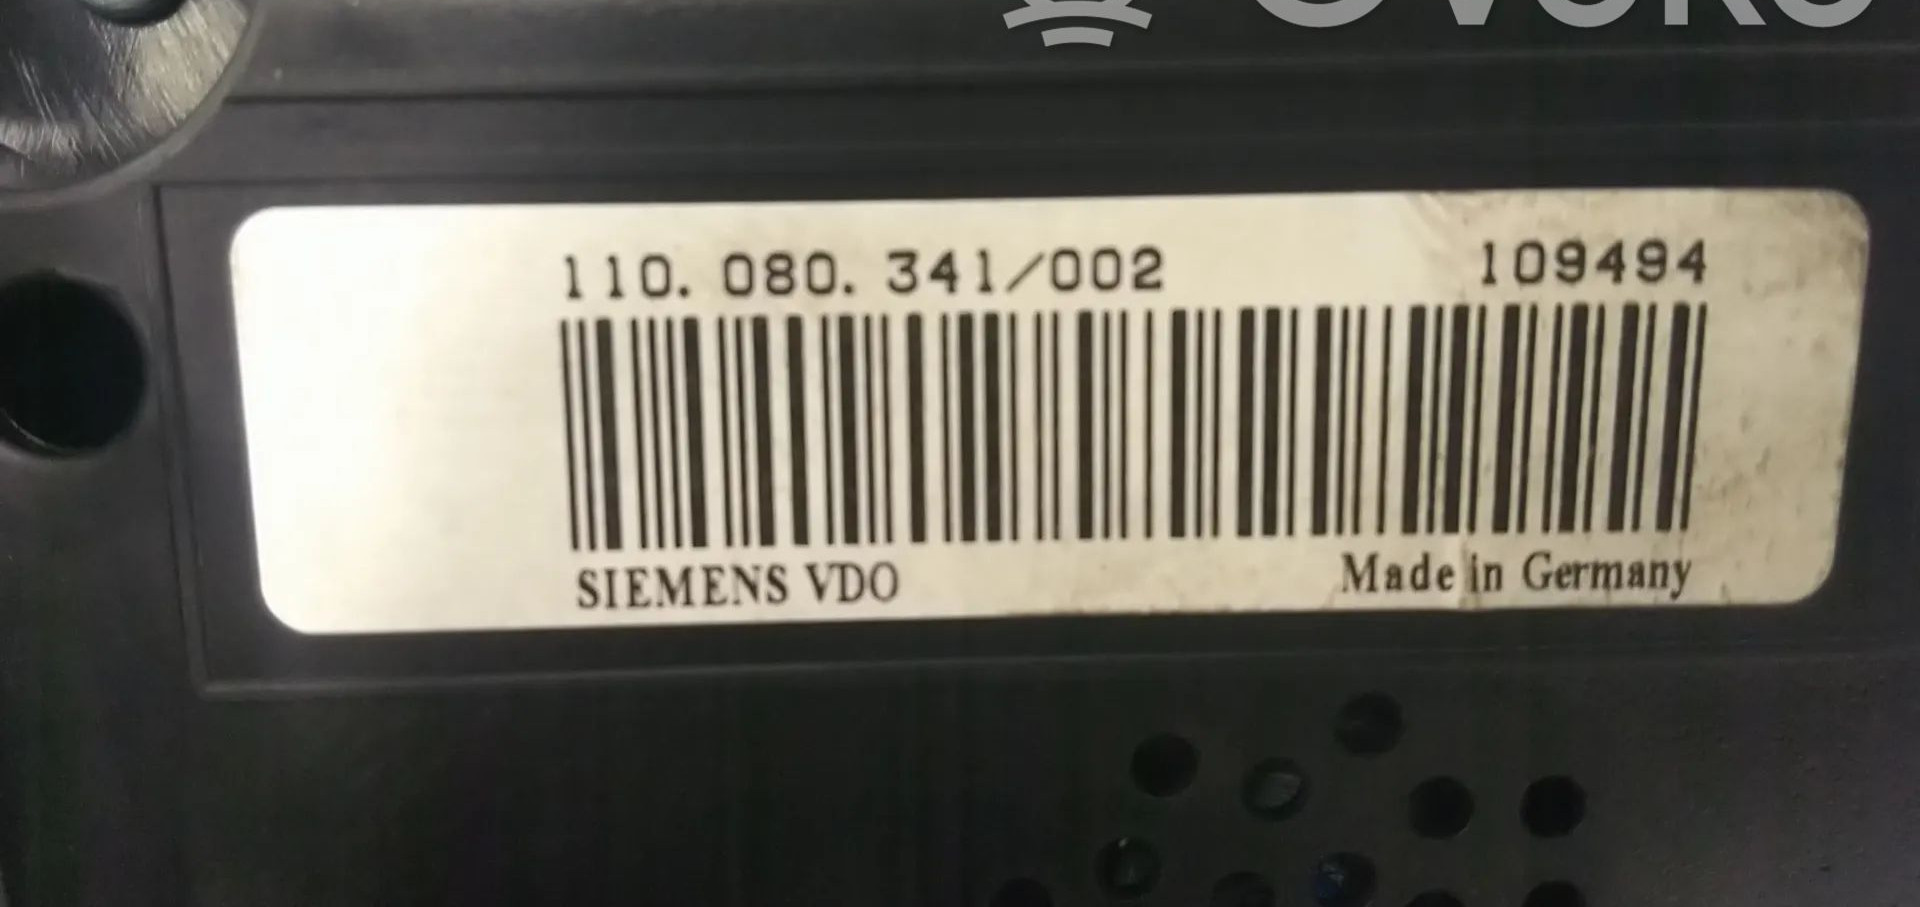 110. 080. 341/002 109494
SIEMENS VDO Made in Germany